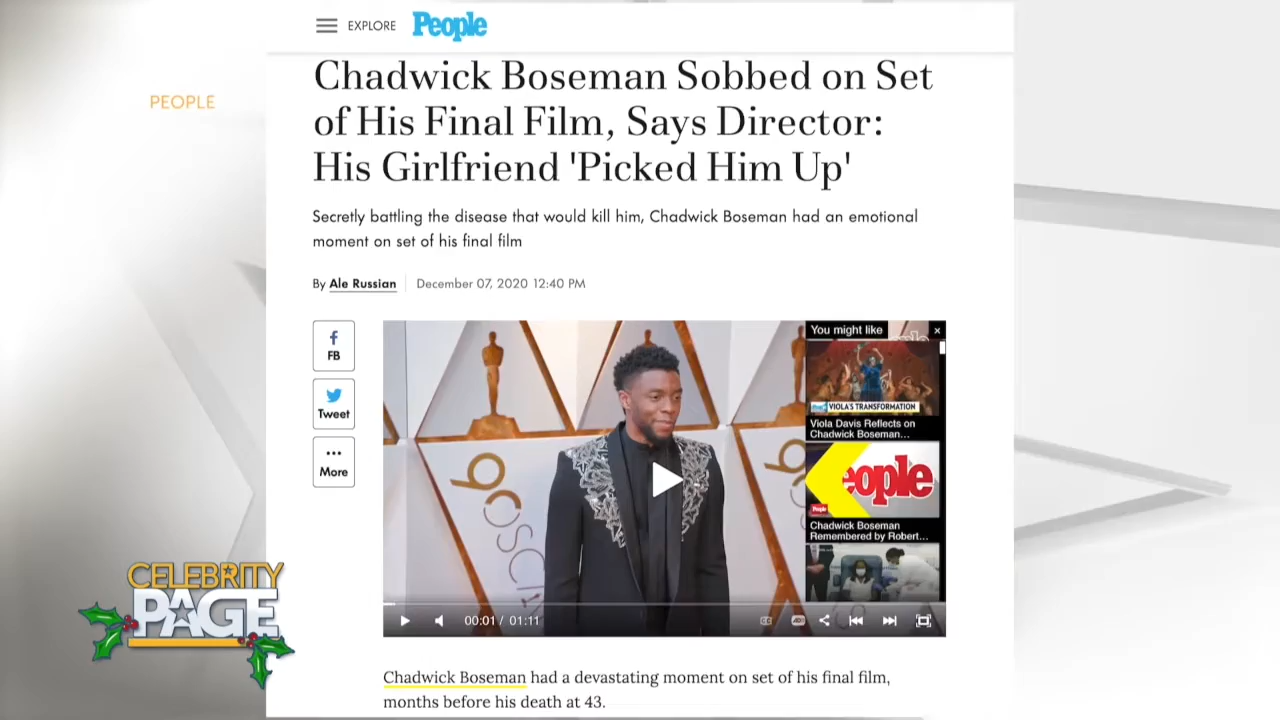 EXPLORE People
PEOPLE
Chadwick Boseman Sobbed on Set
of His Final Film, Says Director:
His Girlfriend 'Picked Him Up'
Secretly battling the disease that would kill him, Chadwick Boseman had an emotional
moment on set of his final film
By Ale Russian December 07, 2020 12:40 PM
FB
Tweet
More
You might like ×
VIOLA'S TRANSFORMATION
Viola Davis Reflects on
Chadwick Boseman...
People
People
Chadwick Boseman
Remembered by Robert...
OSCARS
00:01 / 01:11
CC
CELEBRITY
PAGE
Chadwick Boseman had a devastating moment on set of his final film,
months before his death at 43.